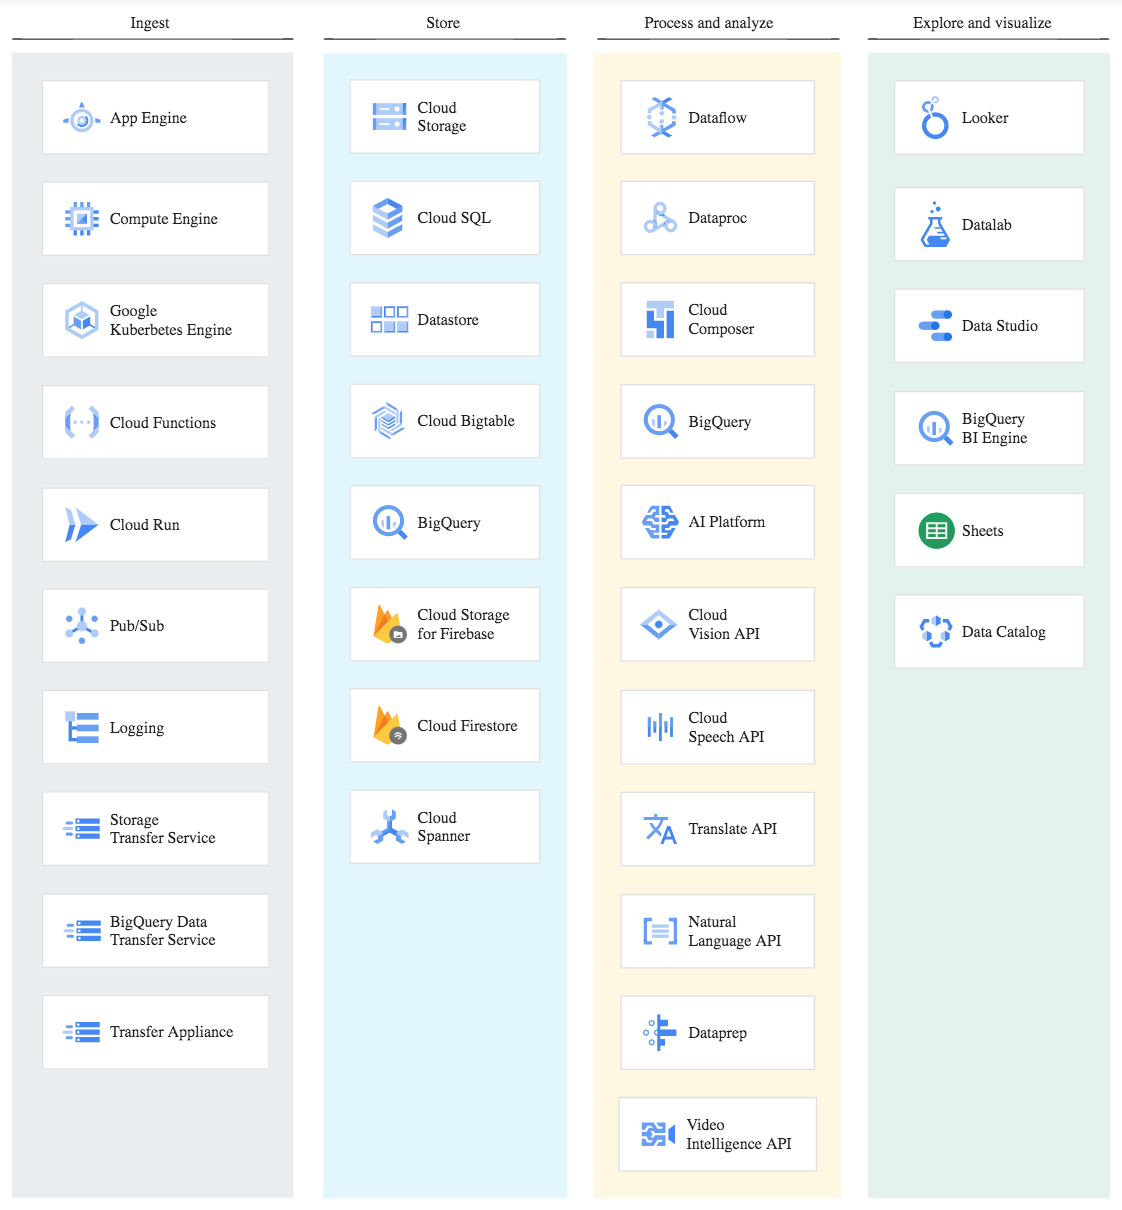 Ingest
App Engine
Compute Engine
Google
Kuberbetes Engine
Cloud Functions
Cloud Run
Pub/Sub
Logging
Storage
Transfer Service
BigQuery Data
Transfer Service
Transfer Appliance
Store
Cloud
Storage
Cloud SQL
Datastore
Cloud Bigtable
BigQuery
Cloud Storage
for Firebase
Cloud Firestore
Cloud
Spanner
Process and analyze
Dataflow
Dataproc
Cloud
Composer
BigQuery
AI Platform
Cloud
Vision API
Cloud
Speech API
Translate API
Natural
Language API
Dataprep
Video
Intelligence API
Explore and visualize
Looker
Datalab
Data Studio
BigQuery
BI Engine
Sheets
Data Catalog